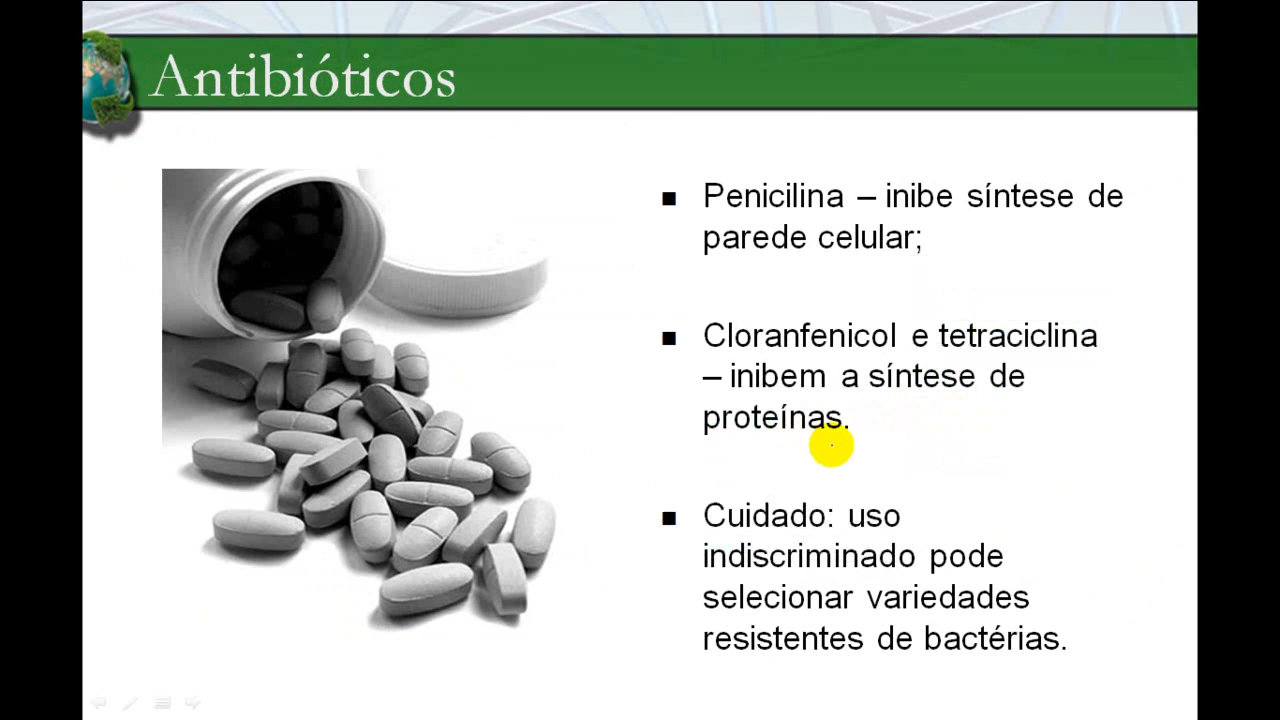 Antibióticos
■ Penicilina – inibe síntese de
parede celular;
■ Cloranfenicol e tetraciclina
– inibem a síntese de
proteínas.
■ Cuidado: uso
indiscriminado pode
selecionar variedades
resistentes de bactérias.